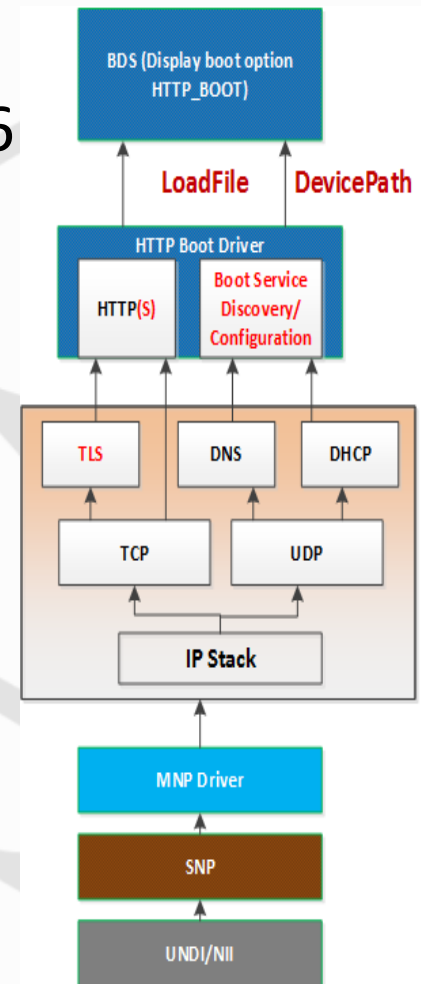 BDS (Display boot option
HTTP_BOOT)
6
LoadFile
DevicePath
HTTP Boot Driver
HTTP(S)
Boot Service
Discovery/
Configuration
TLS
DNS
DHCP
TCP
UDP
IP Stack
MNP Driver
SNP
UNDI/NII